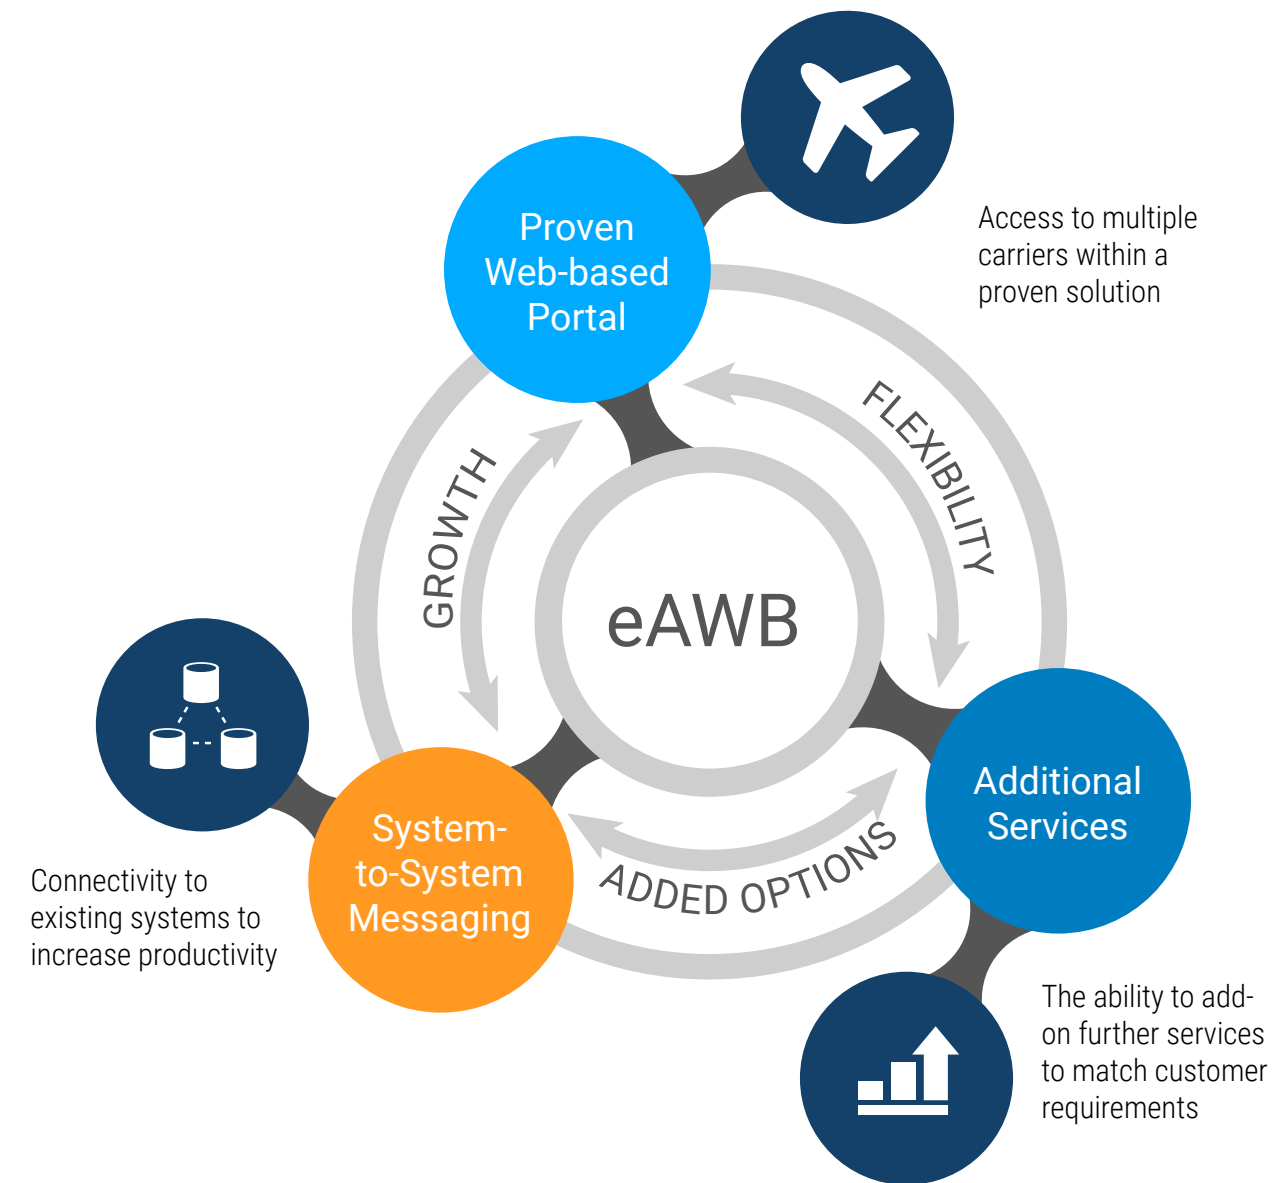 Proven
Web-based
Portal
Access to multiple
carriers within a
proven solution
FLEXIBILITY
GROWTH
eAWB
Additional
Services
System-
to-System
Messaging
ADDED OPTIONS
Connectivity to
existing systems to
increase productivity
The ability to add-
on further services
to match customer
requirements